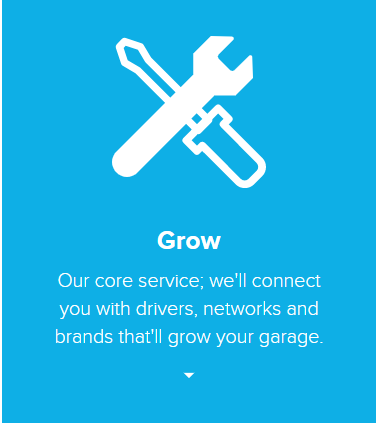 Grow
Our core service; we'll connect
you with drivers, networks and
brands that'll grow your garage.